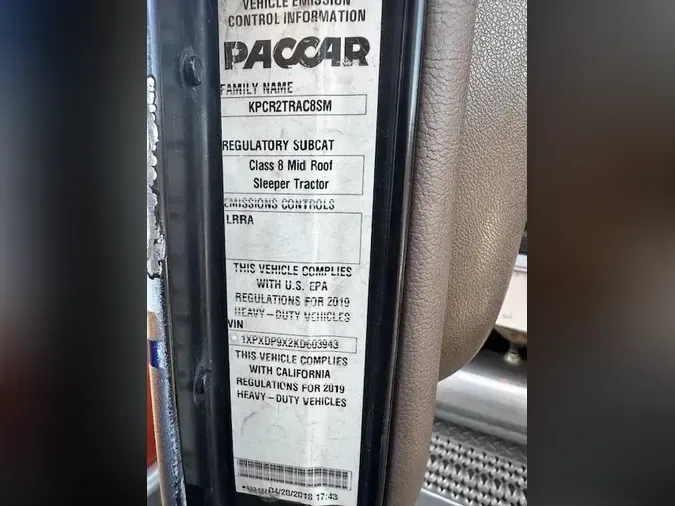 VEHICLE EMISSION
CONTROL INFORMATION
PACCAR
FAMILY NAME
KPCR2TRAC8SM
REGULATORY SUBCAT
Class 8 Mid Roof
Sleeper Tractor
EMISSIONS CONTROLS
LRRA
THIS VEHICLE COMPLIES
WITH U.S. EPA
REGULATIONS FOR 2019
HEAVY-DUTY VEHICLES
VIN
1XPXDP9X2KD603943
THIS VEHICLE COMPLIES
WITH CALIFORNIA
REGULATIONS FOR 2019
HEAVY-DUTY VEHICLES
04/20/2018 17:43